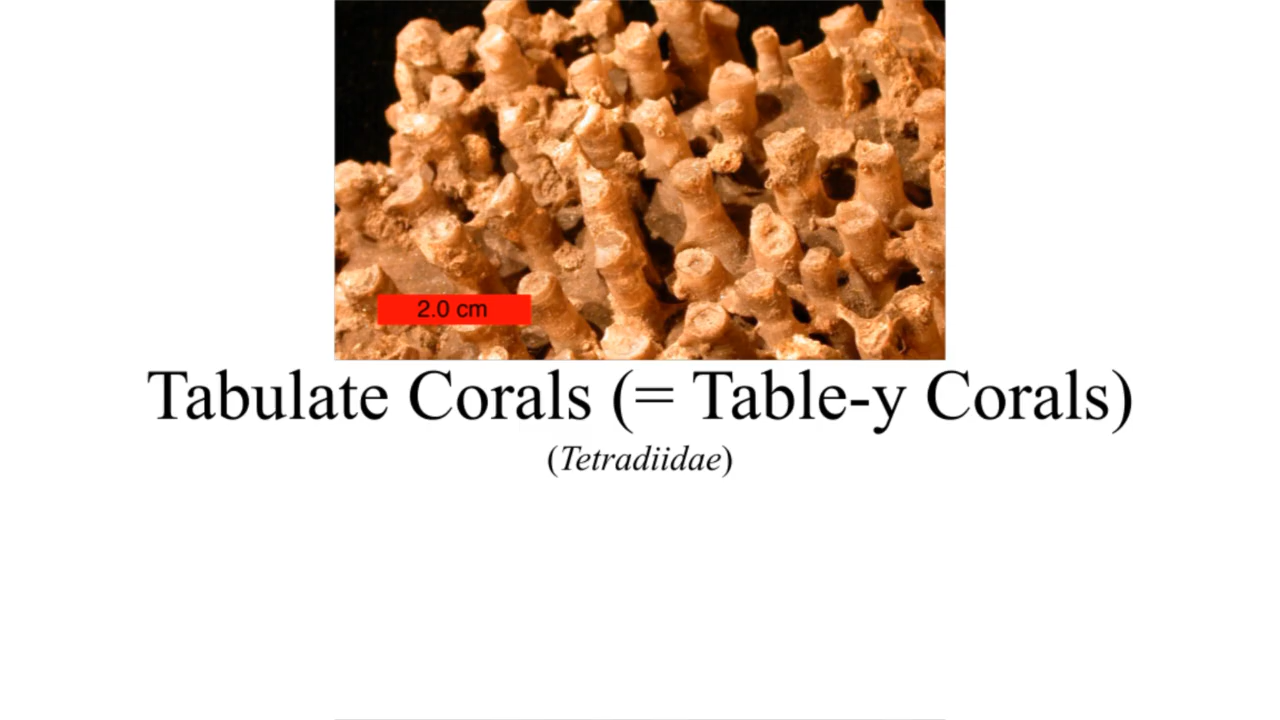 2.0 cm
Tabulate Corals (= Table-y Corals)
(Tetradiidae)